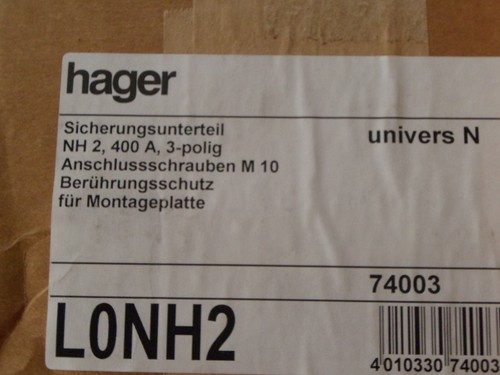 hager
Sicherungsunterteil
NH 2, 400 A, 3-polig
Anschlussschrauben M 10
Berührungsschutz
für Montageplatte
univers N
74003
L0NH2
4 010330 74003